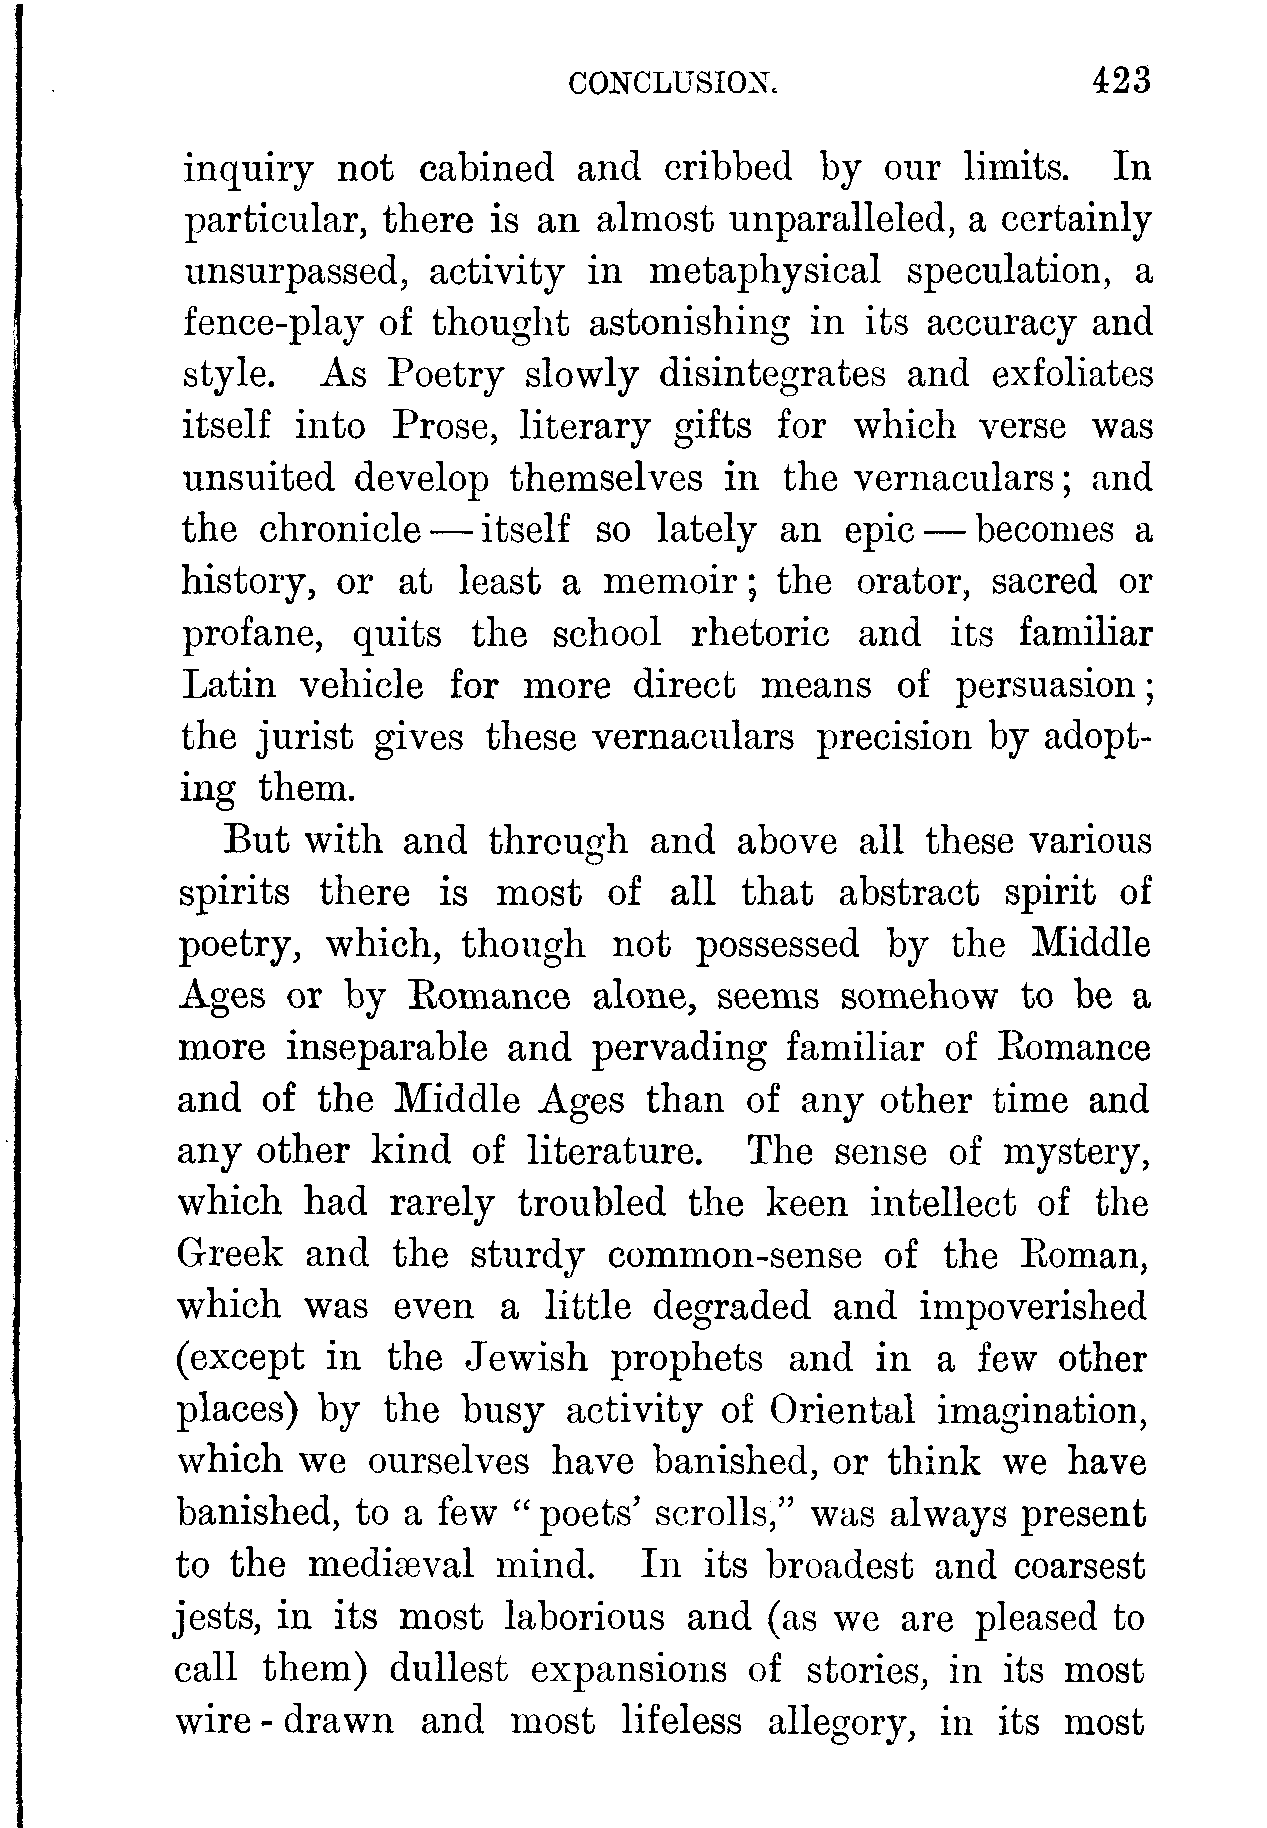 CONCLUSION. 423
inquiry not cabined and cribbed by our limits. In
particular, there is an almost unparalleled, a certainly
unsurpassed, activity in metaphysical speculation, a
fence-play of thought astonishing in its accuracy and
style. As Poetry slowly disintegrates and exfoliates
itself into Prose, literary gifts for which verse was
unsuited develop themselves in the vernaculars; and
the chronicle — itself so lately an epic — becomes a
history, or at least a memoir; the orator, sacred or
profane, quits the school rhetoric and its familiar
Latin vehicle for more direct means of persuasion;
the jurist gives these vernaculars precision by adopt-
ing them.
But with and through and above all these various
spirits there is most of all that abstract spirit of
poetry, which, though not possessed by the Middle
Ages or by Romance alone, seems somehow to be a
more inseparable and pervading familiar of Romance
and of the Middle Ages than of any other time and
any other kind of literature. The sense of mystery,
which had rarely troubled the keen intellect of the
Greek and the sturdy common-sense of the Roman,
which was even a little degraded and impoverished
(except in the Jewish prophets and in a few other
places) by the busy activity of Oriental imagination,
which we ourselves have banished, or think we have
banished, to a few “poets’ scrolls,” was always present
to the mediæval mind. In its broadest and coarsest
jests, in its most laborious and (as we are pleased to
call them) dullest expansions of stories, in its most
wire-drawn and most lifeless allegory, in its most